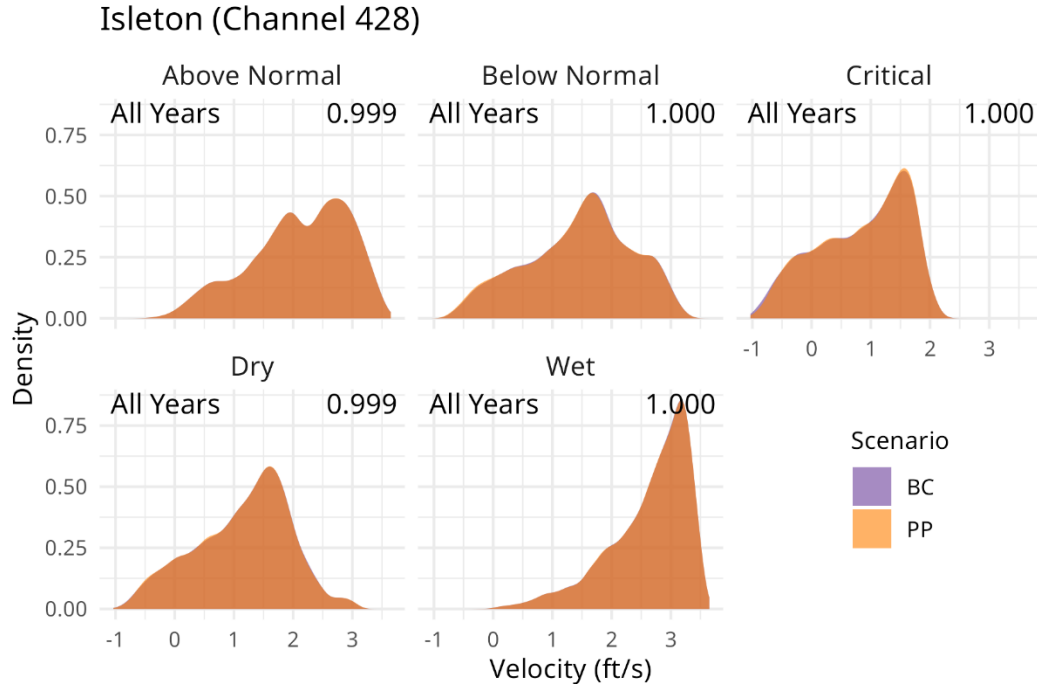 Isleton (Channel 428)
Above Normal
Below Normal
Critical
All Years 0.999
All Years 1.000
All Years 1.000
0.75
0.50
0.25
0.00
-1 0 1 2 3
Dry
Wet
All Years 0.999
All Years 1.000
0.75
0.50
0.25
0.00
-1 0 1 2 3
-1 0 1 2 3
Density
Velocity (ft/s)
Scenario
BC
PP